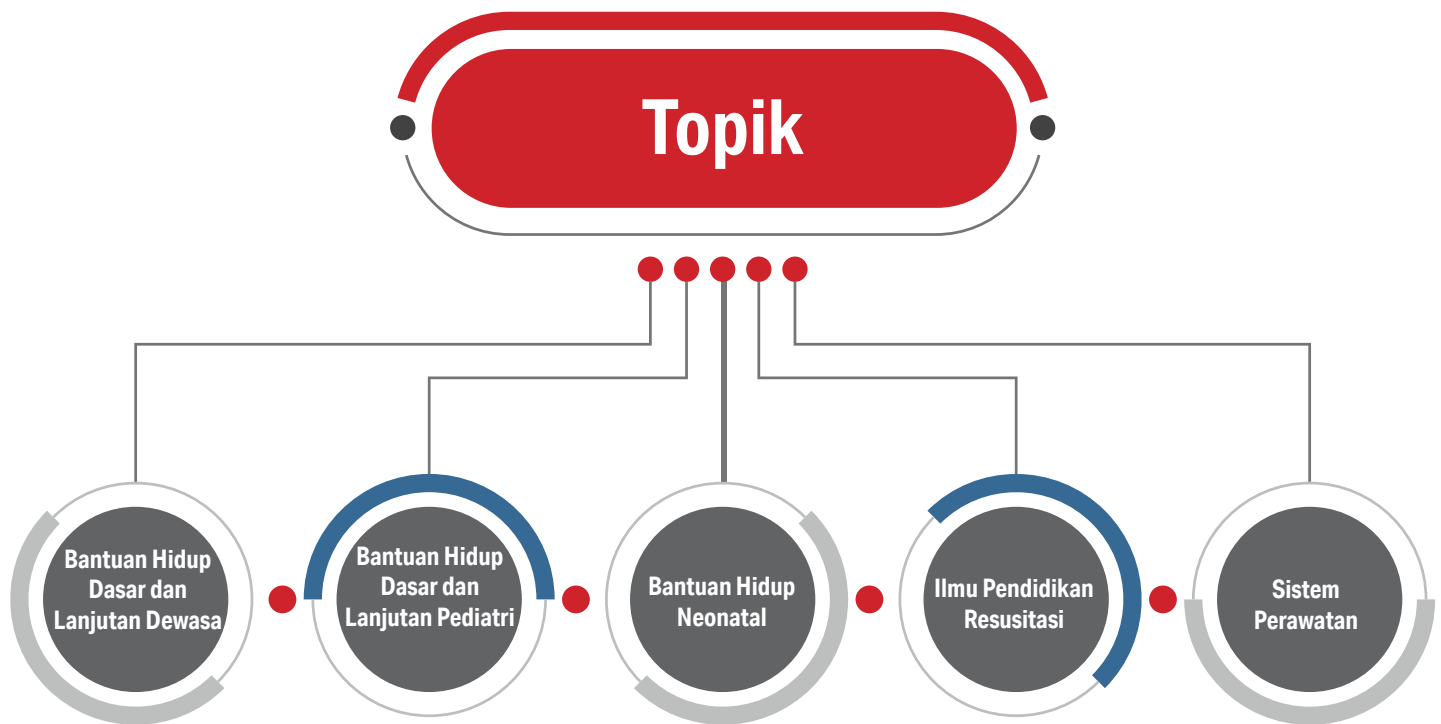 Topik
Bantuan Hidup
Dasar dan
Lanjutan Dewasa
Bantuan Hidup
Dasar dan
Lanjutan Pediatri
Bantuan Hidup
Neonatal
Ilmu Pendidikan
Resusitasi
Sistem
Perawatan